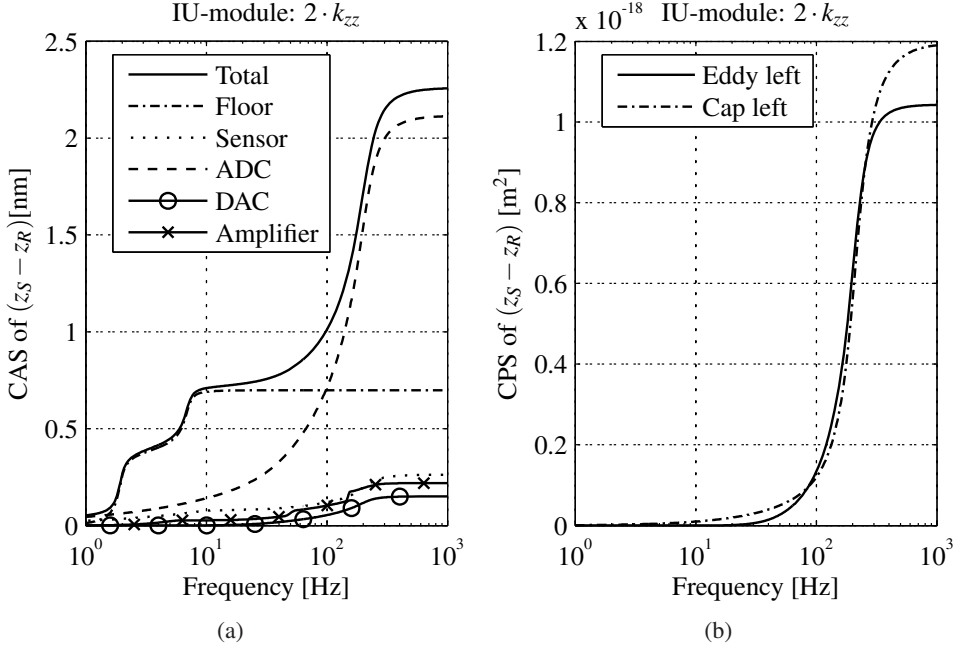 IU-module: 2 · k_zz
2.5
2
1.5
1
0.5
0
Total
Floor
Sensor
ADC
DAC
Amplifier
CAS of (z_S − z_R)[nm]
10^0
10^1
10^2
10^3
Frequency [Hz]
(a)
x 10^-18
IU-module: 2 · k_zz
1.2
1
0.8
0.6
0.4
0.2
0
Eddy left
Cap left
CPS of (z_S − z_R) [m^2]
10^0
10^1
10^2
10^3
Frequency [Hz]
(b)